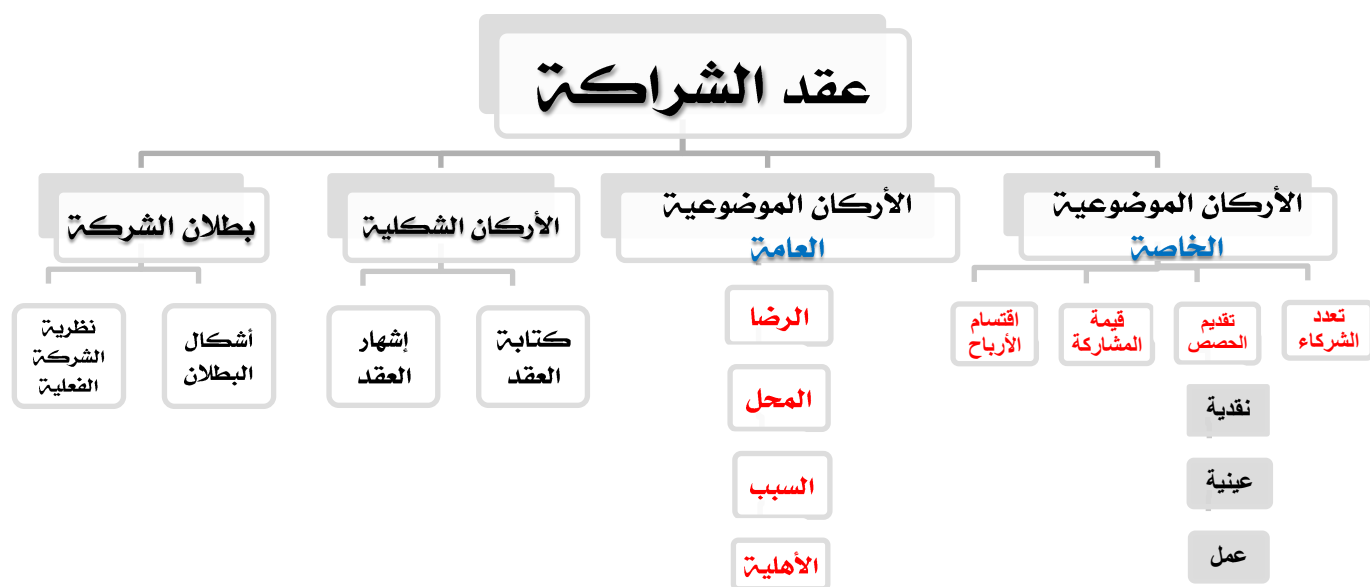 عقد الشراكة
الأركان الموضوعية
الخاصة
الأركان الموضوعية
العامة
الأركان الشكلية
بطلان الشركة
تعدد
الشركاء
تقديم
الحصص
قيمة
المشاركة
اقتسام
الأرباح
نقدية
عينية
عمل
الرضا
المحل
السبب
الأهلية
كتابة
العقد
إشهار
العقد
أشكال
البطلان
نظرية
الشركة
الفعلية